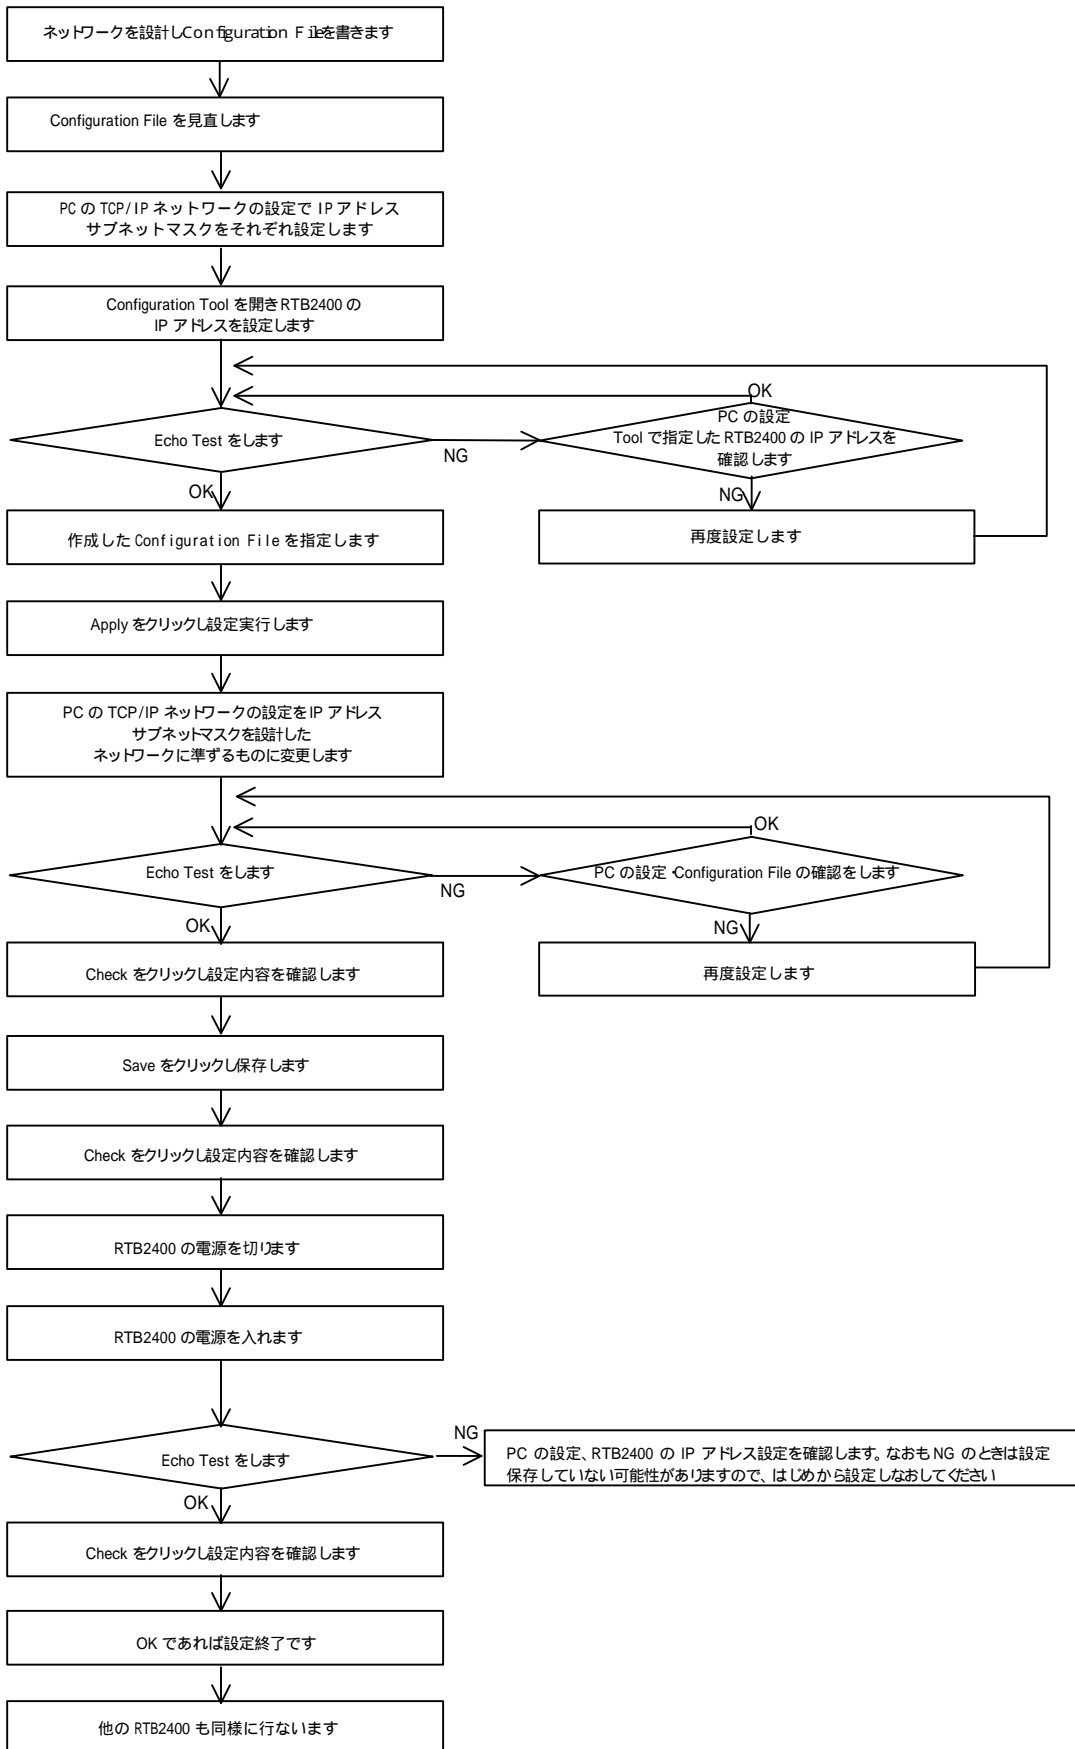 ネットワークを設計しConfiguration Fileを書きます
Configuration File を見直します
PC の TCP/IP ネットワークの設定で IP アドレス
サブネットマスクをそれぞれ設定します
Configuration Tool を開き RTB2400 の
IP アドレスを設定します
Echo Test をします
NG
OK
PC の設定
Tool で指定した RTB2400 の IP アドレスを
確認します
NG
再度設定します
OK
作成した Configuration File を指定します
Apply をクリックし設定実行します
PC の TCP/IP ネットワークの設定を IP アドレス
サブネットマスクを設計した
ネットワークに準ずるものに変更します
Echo Test をします
NG
OK
PC の設定・Configuration File の確認をします
NG
再度設定します
OK
Check をクリックし設定内容を確認します
Save をクリックし保存します
Check をクリックし設定内容を確認します
RTB2400 の電源を切ります
RTB2400 の電源を入れます
Echo Test をします
NG
PC の設定、RTB2400 の IP アドレス設定を確認します。なおも NG のときは設定
保存していない可能性がありますので、はじめから設定しなおしてください
OK
Check をクリックし設定内容を確認します
OK であれば設定終了です
他の RTB2400 も同様に行ないます